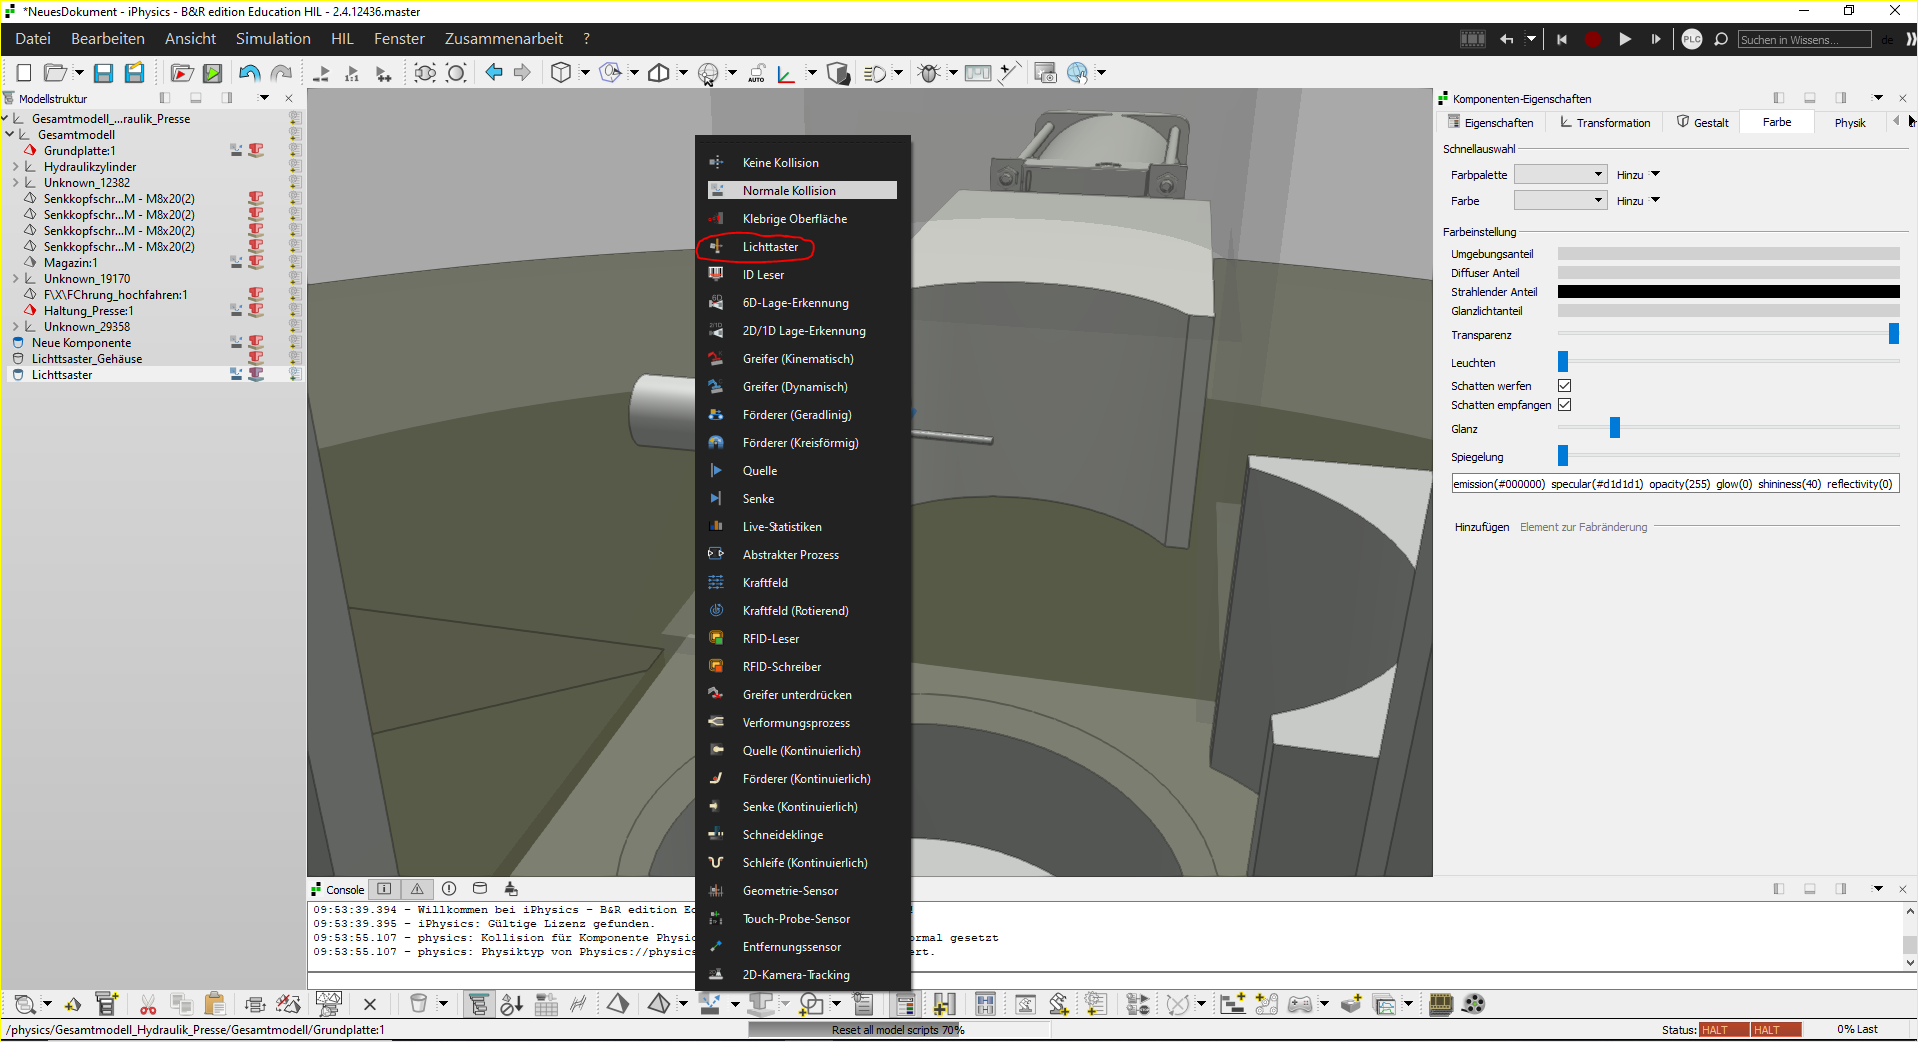 *NeuesDokument - iPhysics - B&R edition Education HIL - 2.4.12436.master
Datei Bearbeiten Ansicht Simulation HIL Fenster Zusammenarbeit ?
PLC Suchen in Wissens... de
1:1 AUTO
Modellstruktur
Gesamtmodell_...raulik_Presse
Gesamtmodell
Grundplatte:1
Hydraulikzylinder
Unknown_12382
Senkkopfschr...M - M8x20(2)
Senkkopfschr...M - M8x20(2)
Senkkopfschr...M - M8x20(2)
Senkkopfschr...M - M8x20(2)
Magazin:1
Unknown_19170
F\X\FChrung_hochfahren:1
Haltung_Presse:1
Unknown_29358
Neue Komponente
Lichttsaster_Gehäuse
Lichttsaster
Keine Kollision
Normale Kollision
Klebrige Oberfläche
Lichttaster
ID Leser
6D-Lage-Erkennung
2D/1D Lage-Erkennung
Greifer (Kinematisch)
Greifer (Dynamisch)
Förderer (Geradlinig)
Förderer (Kreisförmig)
Quelle
Senke
Live-Statistiken
Abstrakter Prozess
Kraftfeld
Kraftfeld (Rotierend)
RFID-Leser
RFID-Schreiber
Greifer unterdrücken
Verformungsprozess
Quelle (Kontinuierlich)
Förderer (Kontinuierlich)
Senke (Kontinuierlich)
Schneideklinge
Schleife (Kontinuierlich)
Geometrie-Sensor
Touch-Probe-Sensor
Entfernungssensor
2D-Kamera-Tracking
Komponenten-Eigenschaften
Eigenschaften Transformation Gestalt Farbe Physik
Schnellauswahl
Farbpalette Hinzu
Farbe Hinzu
Farbeinstellung
Umgebungsanteil
Diffuser Anteil
Strahlender Anteil
Glanzlichtanteil
Transparenz
Leuchten
Schatten werfen
Schatten empfangen
Glanz
Spiegelung
emission(#000000) specular(#d1d1d1) opacity(255) glow(0) shininess(40) reflectivity(0)
Hinzufügen Element zur Fabränderung
Console
09:53:39.394 - Willkommen bei iPhysics - B&R edition Ed
09:53:39.395 - iPhysics: Gültige Lizenz gefunden.
09:53:55.107 - physics: Kollision für Komponente Physic ormal gesetzt
09:53:55.107 - physics: Physiktyp von Physics://physics ert.
/physics/Gesamtmodell_Hydraulik_Presse/Gesamtmodell/Grundplatte:1
Reset all model scripts 70%
Status: HALT HALT 0% Last